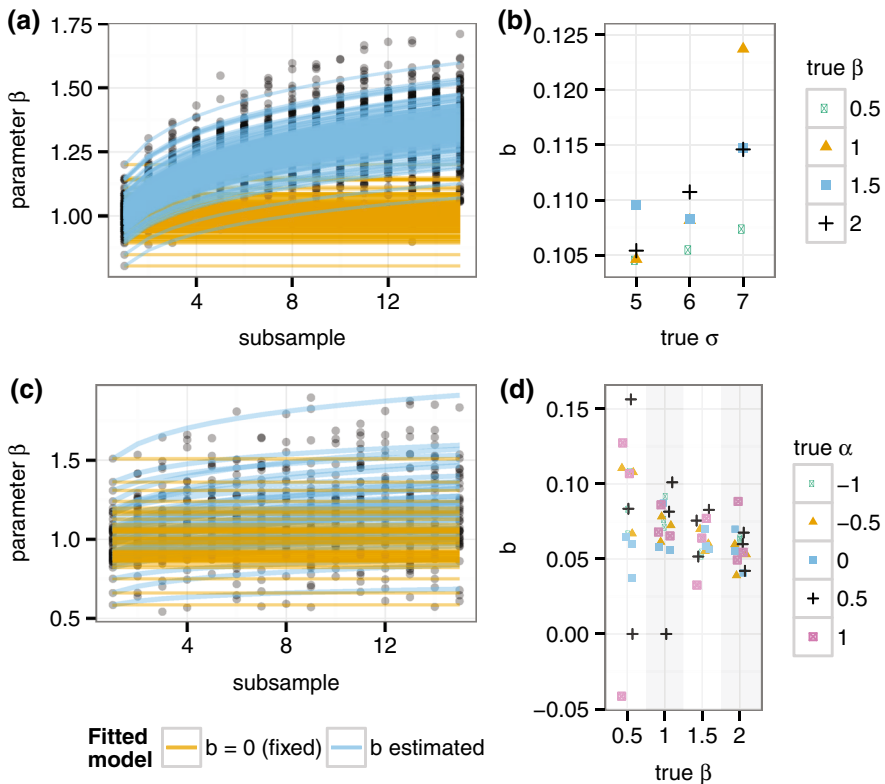 (a)
parameter β
1.75
1.50
1.25
1.00
4
8
12
subsample
(b)
b
0.125
0.120
0.115
0.110
0.105
5
6
7
true σ
true β
0.5
1
1.5
2
(c)
parameter β
1.5
1.0
0.5
4
8
12
subsample
(d)
b
0.15
0.10
0.05
0.00
−0.05
0.5
1
1.5
2
true β
true α
−1
−0.5
0
0.5
1
Fitted model
b = 0 (fixed)
b estimated